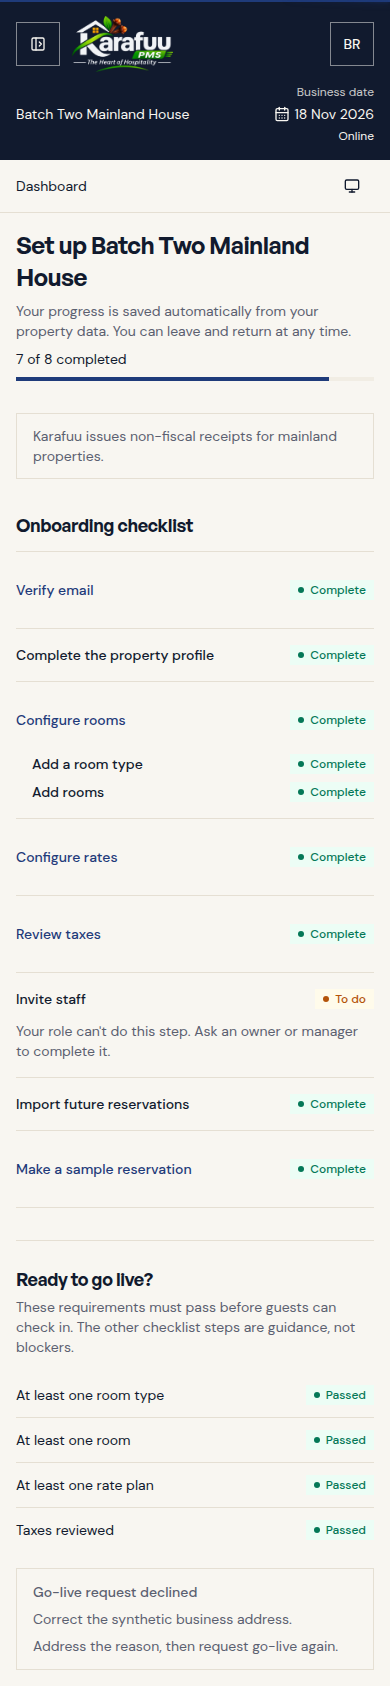 Karafuu
PMS
The Heart of Hospitality
BR
Business date
Batch Two Mainland House
18 Nov 2026
Online
Dashboard
Set up Batch Two Mainland
House
Your progress is saved automatically from your
property data. You can leave and return at any time.
7 of 8 completed
Karafuu issues non-fiscal receipts for mainland
properties.
Onboarding checklist
Verify email Complete
Complete the property profile Complete
Configure rooms Complete
Add a room type Complete
Add rooms Complete
Configure rates Complete
Review taxes Complete
Invite staff To do
Your role can't do this step. Ask an owner or manager
to complete it.
Import future reservations Complete
Make a sample reservation Complete
Ready to go live?
These requirements must pass before guests can
check in. The other checklist steps are guidance, not
blockers.
At least one room type Passed
At least one room Passed
At least one rate plan Passed
Taxes reviewed Passed
Go-live request declined
Correct the synthetic business address.
Address the reason, then request go-live again.